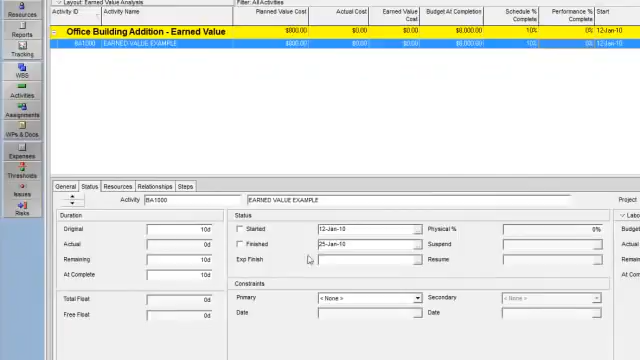 Layout: Earned Value Analysis Filter: All Activities
Activity ID Activity Name Planned Value Cost Actual Cost Earned Value Cost Budget At Completion Schedule % Complete Performance % Complete Start
Office Building Addition - Earned Value $800.00 $0.00 $0.00 $8,000.00 10% 0% 12-Jan-10
BA1000 EARNED VALUE EXAMPLE $800.00 $0.00 $0.00 $8,000.00 10% 0% 12-Jan-10
Resources
Reports
Tracking
WBS
Activities
Assignments
WPs & Docs
Expenses
Thresholds
Issues
Risks
General Status Resources Relationships Steps
Activity BA1000 EARNED VALUE EXAMPLE Project
Duration Status Labo
Original 10d Started 12-Jan-10 Physical % 0% Budget
Actual 0d Finished 25-Jan-10 Suspend Actual
Remaining 10d Exp Finish Resume Remaini
At Complete 10d At Com
Constraints
Total Float 0d Primary < None > Secondary < None >
Free Float 0d Date Date